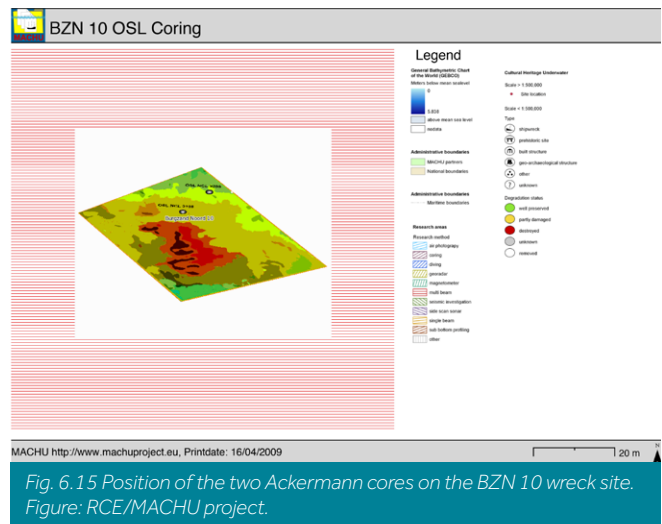 MACHU
BZN 10 OSL Coring
Legend
General Bathymetric Chart
of the World (GEBCO)
Meters below mean sealevel
0
above mean sea level
nodata
Administrative boundaries
MACHU partners
National boundaries
Administrative boundaries
Maritime boundaries
Research areas
Research method
air photography
coring
diving
georadar
magnetometer
multi beam
seismic investigation
side scan sonar
single beam
sub bottom profiling
other
Cultural Heritage Underwater
Site location
Type
shipwreck
prehistoric site
built structure
geo-archaeological structure
other
unknown
Degradation status
well preserved
partly damaged
destroyed
unknown
removed
MACHU http://www.machuproject.eu, Printdate: 16/04/2009
20 m
N
Fig. 6.15 Position of the two Ackermann cores on the BZN 10 wreck site.
Figure: RCE/MACHU project.